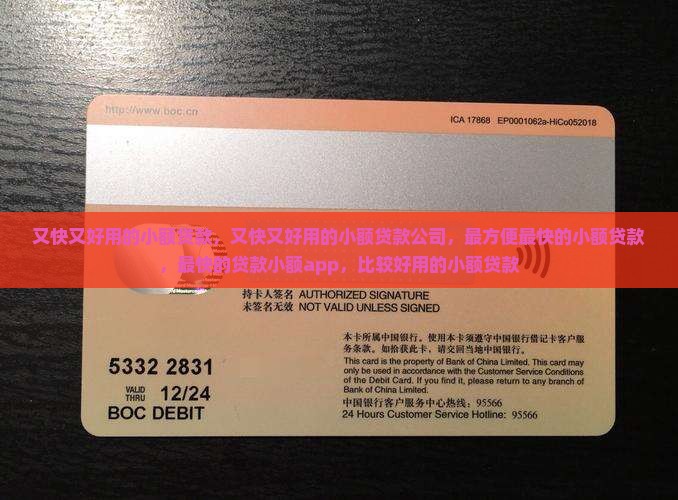 http://www.boc.cn
ICA 17868 EP0001062a-HiCo052018
又快又好用的小额贷款，又快又好用的小额贷款公司，最方便最快的小额贷款
，最快的贷款小额app，比较好用的小额贷款
持卡人签名 AUTHORIZED SIGNATURE
未签名无效 NOT VALID UNLESS SIGNED
本卡所属中国银行。使用本卡须遵守中国银行借记卡客户服
务条款。如拾获此卡，请交回当地中国银行。
This card is the property of Bank of China Limited. This card may
only be used in accordance with the Customer Service Conditions
of the Debit Card. If you find it, please return to any branch of
Bank of China Limited.
中国银行客户服务中心热线：95566
24 Hours Customer Service Hotline: 95566
5332 2831
VALID THRU 12/24
BOC DEBIT